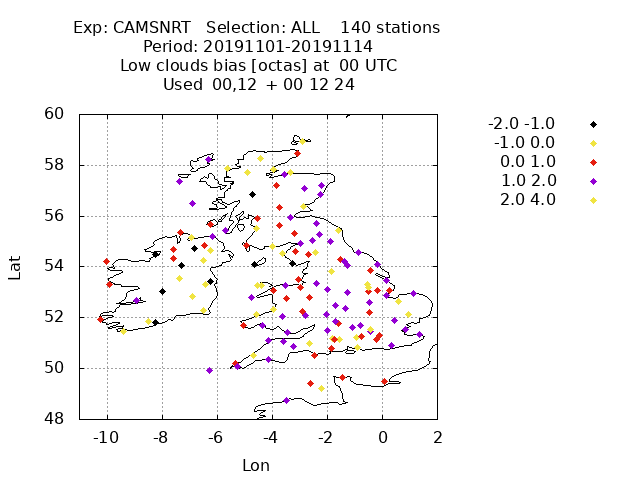 Exp: CAMSNRT Selection: ALL 140 stations
Period: 20191101-20191114
Low clouds bias [octas] at 00 UTC
Used 00,12 + 00 12 24
-2.0 -1.0
-1.0 0.0
0.0 1.0
1.0 2.0
2.0 4.0
60
58
56
54
52
50
48
Lat
-10 -8 -6 -4 -2 0 2
Lon